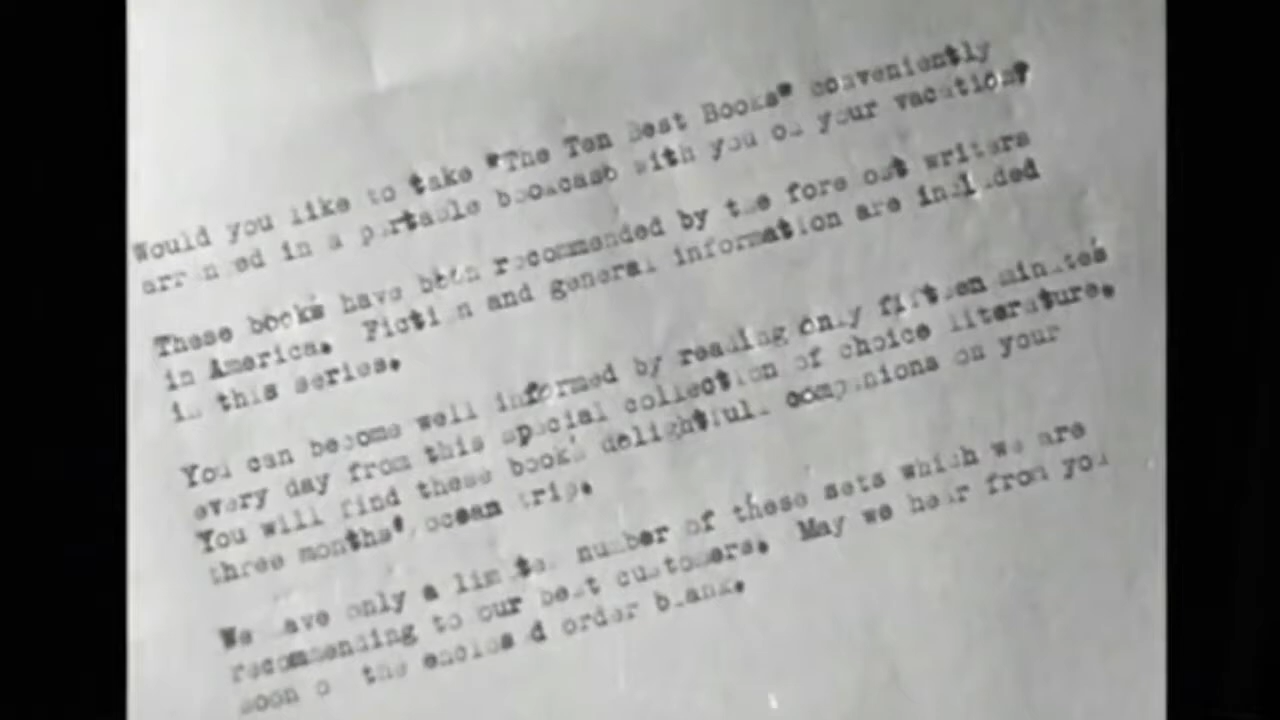 Would you like to take "The Ten Best Books" conveniently
arranged in a portable bookcase with you on your vacation?
These books have been recommended by the foremost writers
in America. Fiction and general information are included
in this series.
You can become well informed by reading only fifteen minutes
every day from this special collection of choice literature.
You will find these books delightful companions on your
three months' ocean trip.
We have only a limited number of these sets which we are
recommending to our best customers. May we hear from you
soon on the enclosed order blank.